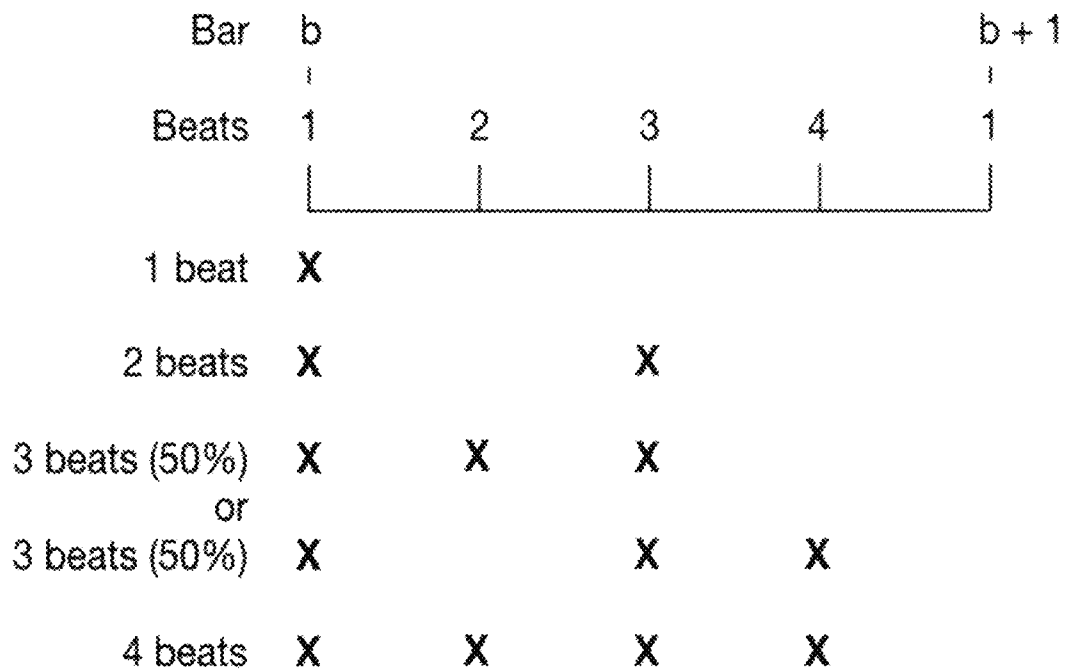 Bar b b + 1
Beats 1 2 3 4 1
1 beat X
2 beats X X
3 beats (50%) X X X
or
3 beats (50%) X X X
4 beats X X X X